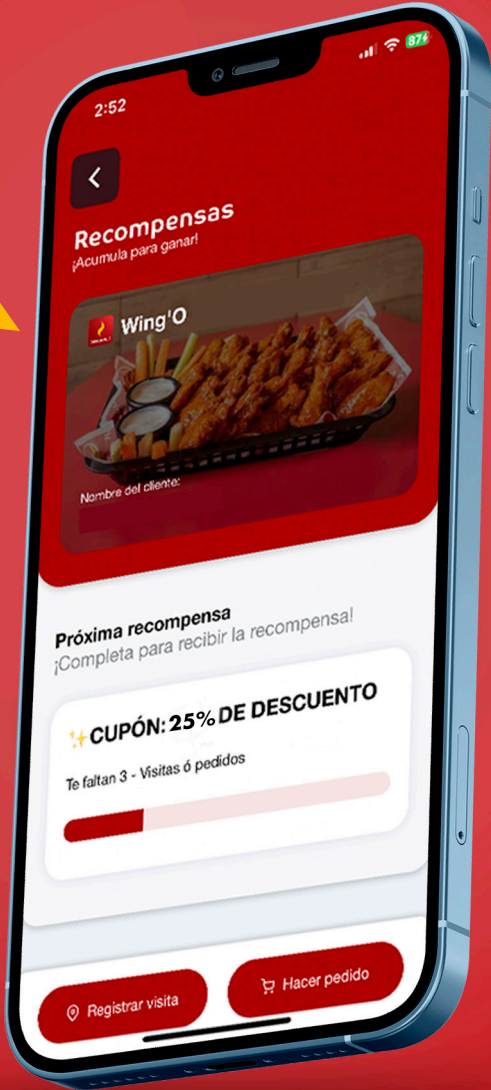 2:52
87
Recompensas
¡Acumula para ganar!
Wing'O
Nombre del cliente:
Próxima recompensa
¡Completa para recibir la recompensa!
✨CUPÓN: 25% DE DESCUENTO
Te faltan 3 - Visitas ó pedidos
Registrar visita
Hacer pedido